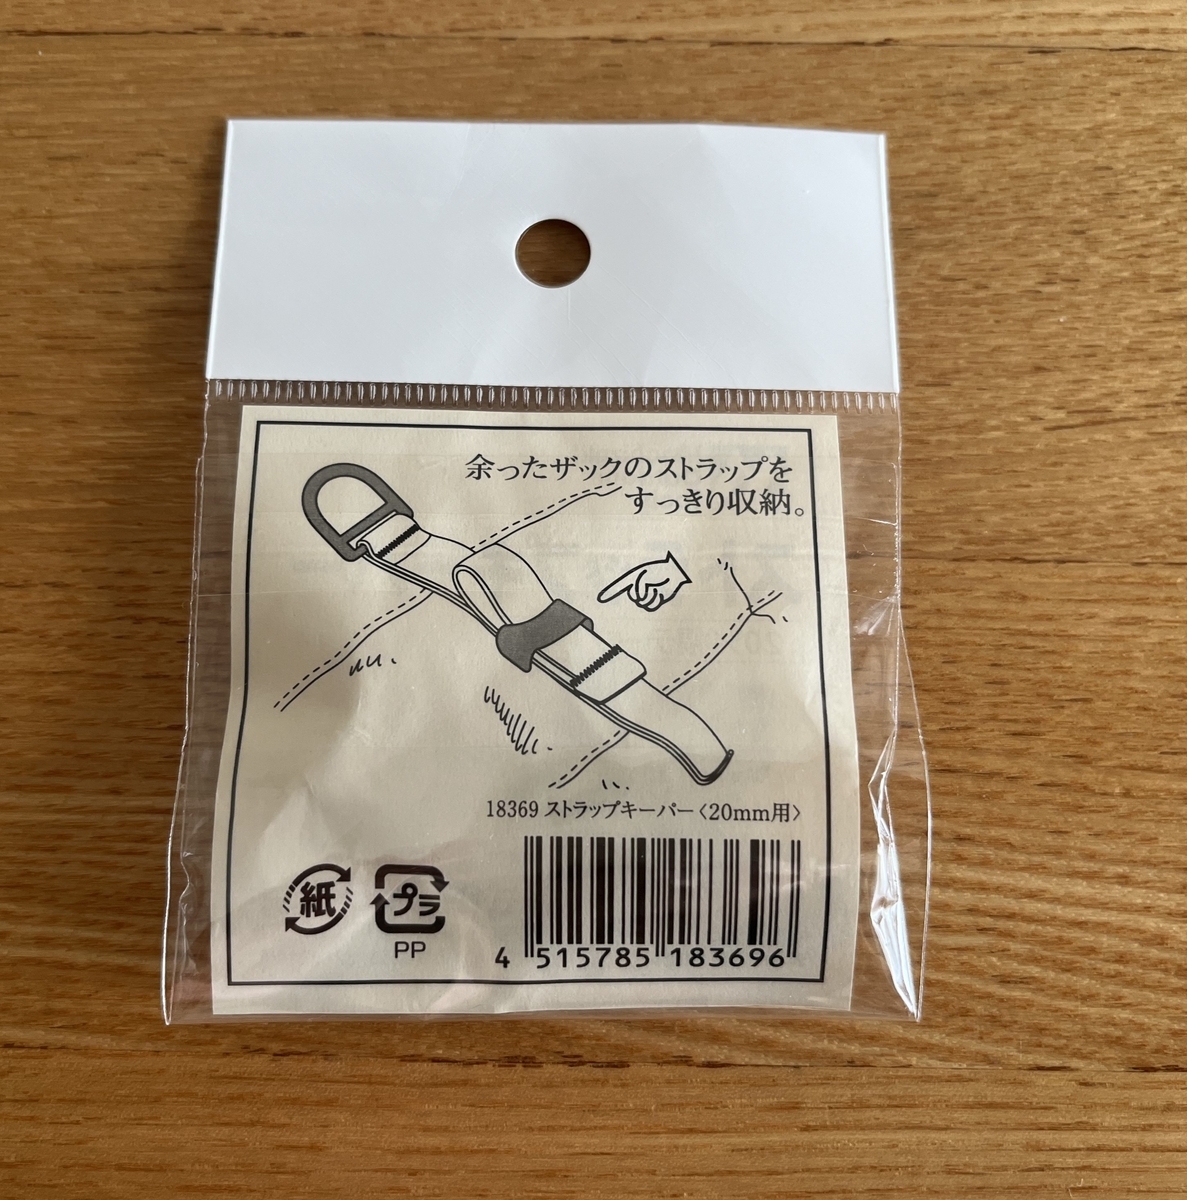 余ったザックのストラップを
すっきり収納。
18369 ストラップキーパー〈20mm用〉
紙
プラ
PP
4 515785 183696